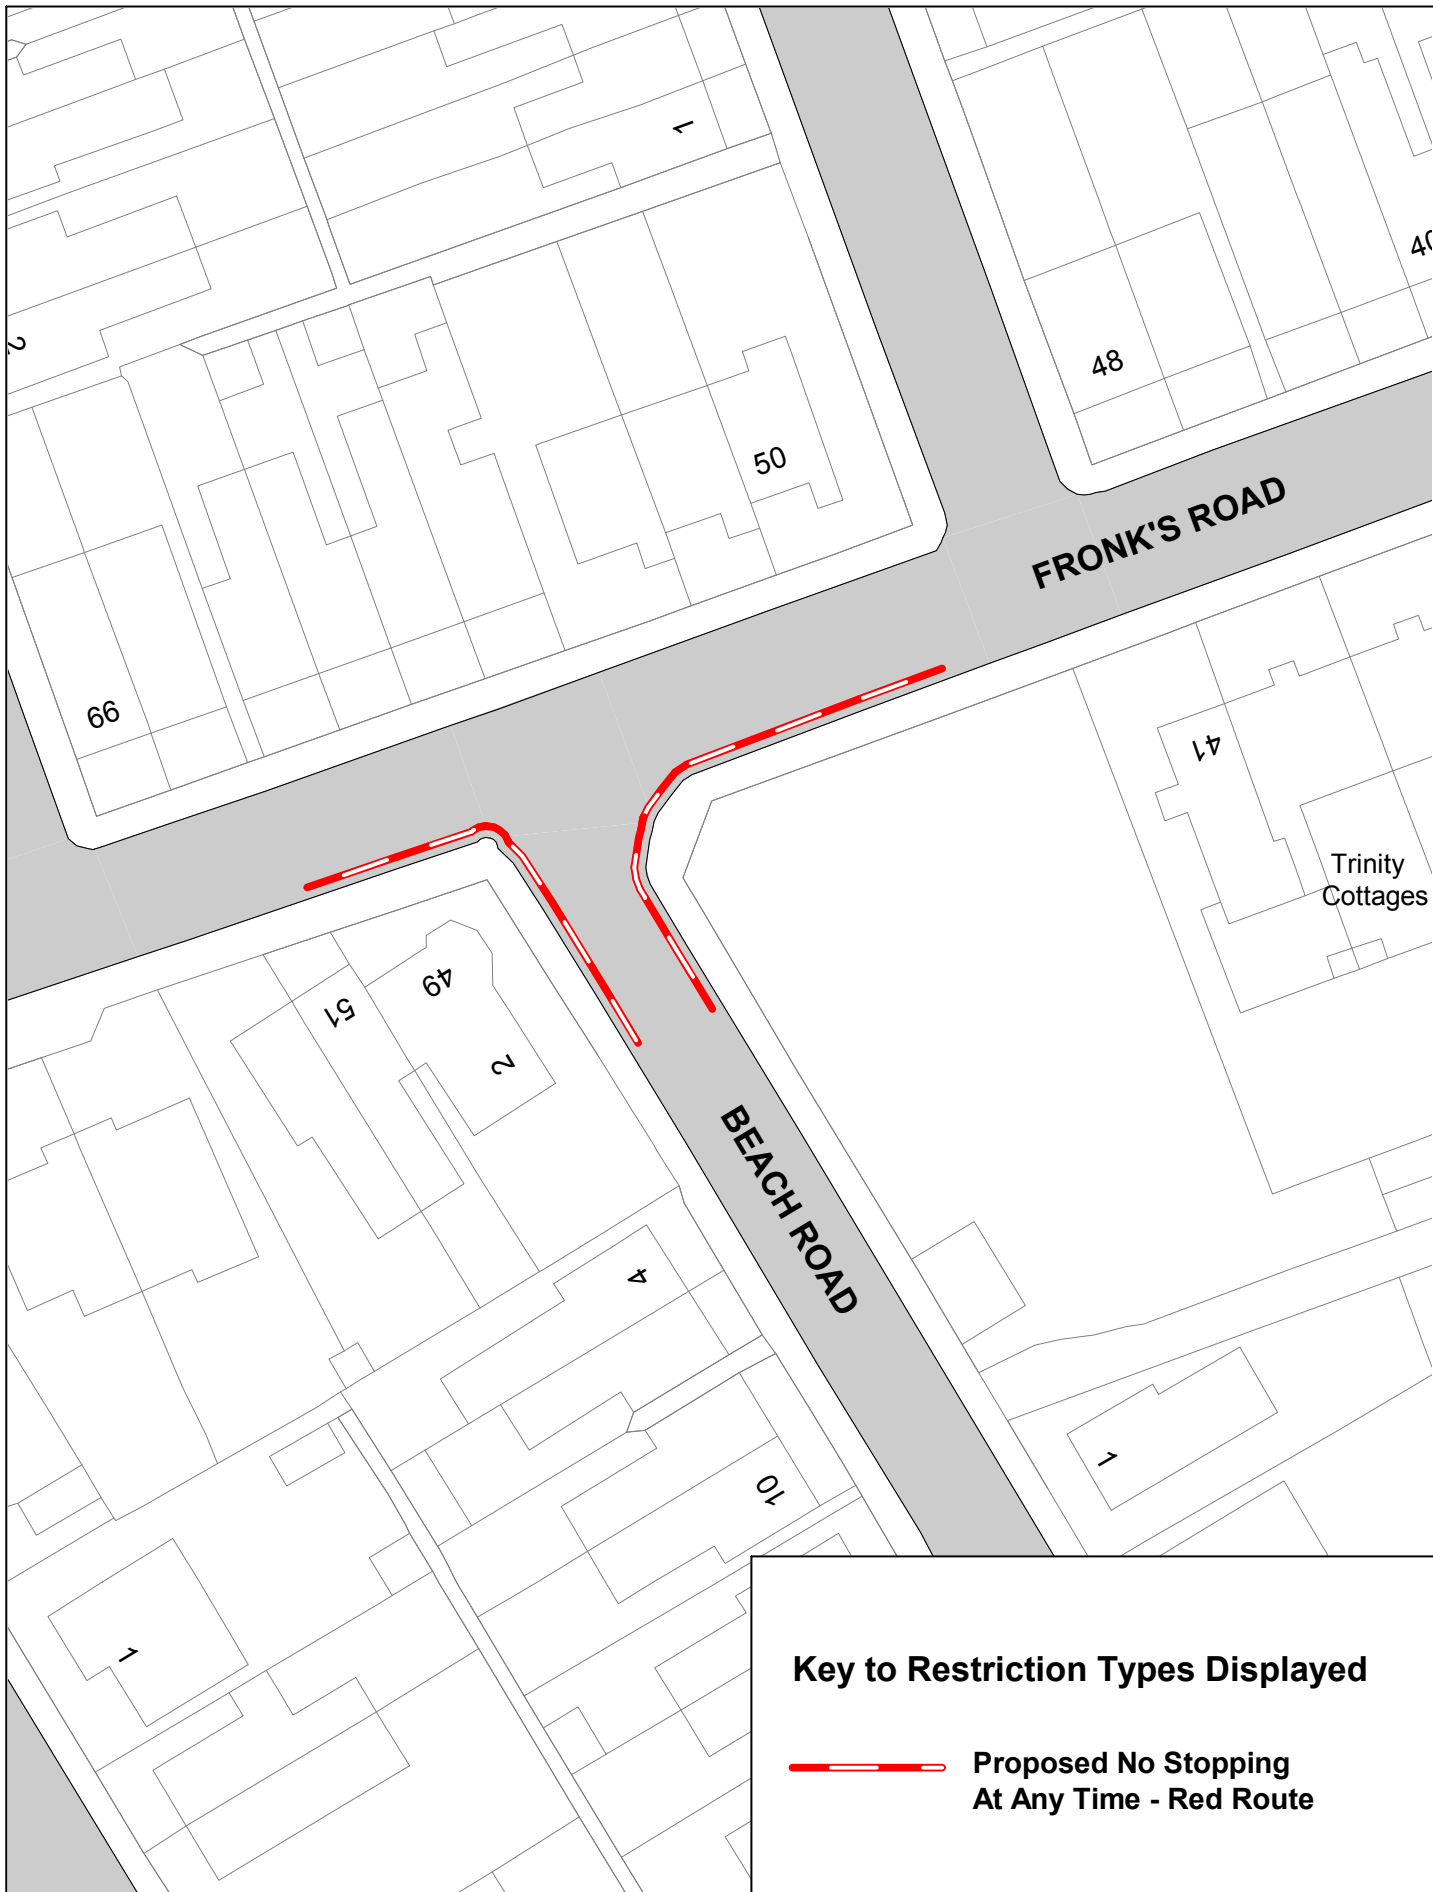 1
40
2
48
50
FRONK'S ROAD
66
41
Trinity
Cottages
49
51
2
BEACH ROAD
4
1
10
1
Key to Restriction Types Displayed
Proposed No Stopping
At Any Time - Red Route